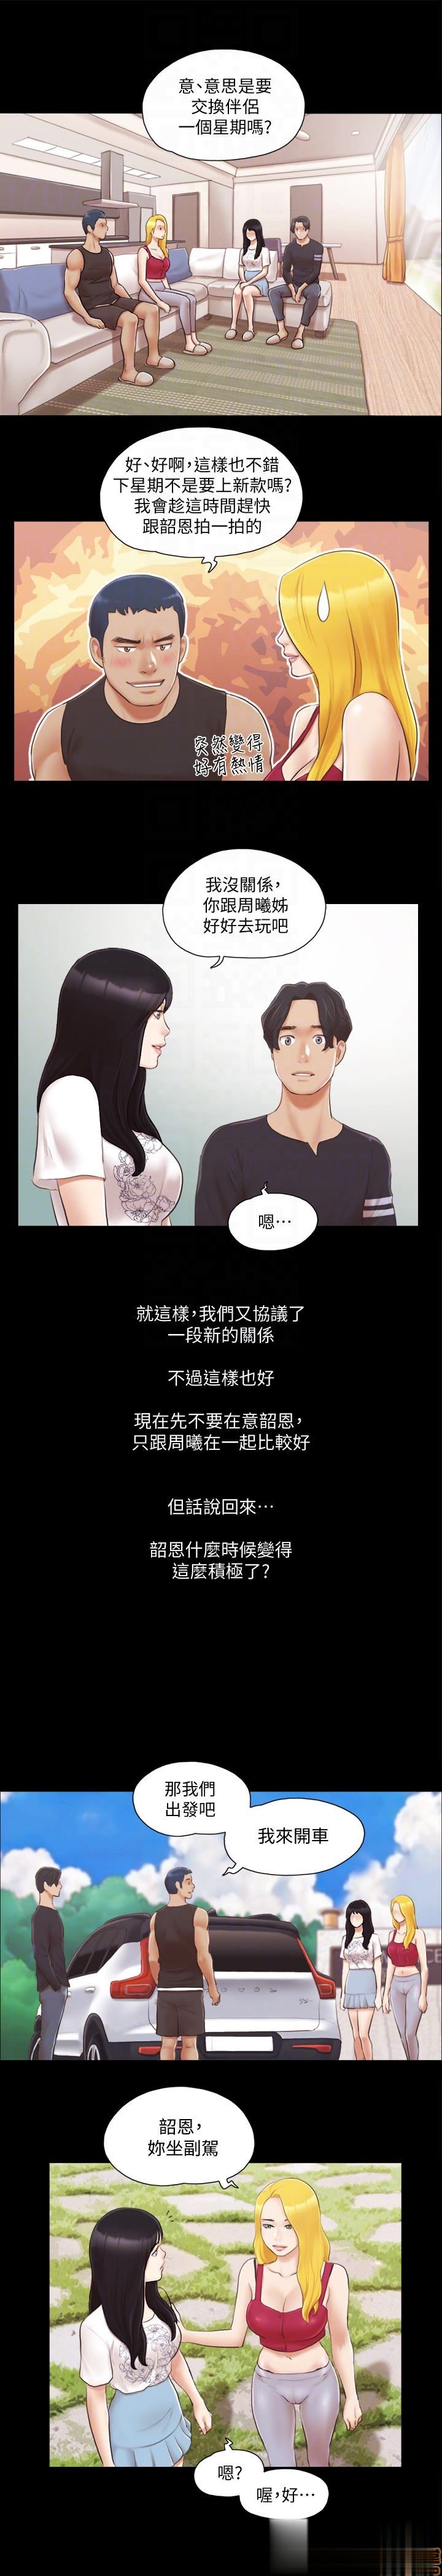 意、意思是要
交換伴侶
一個星期嗎?
好、好啊,這樣也不錯
下星期不是要上新款嗎?
我會趁這時間趕快
跟韶恩拍一拍的
突然變得
好有熱情
我沒關係,
你跟周曦姊
好好去玩吧
嗯…
就這樣,我們又協議了
一段新的關係
不過這樣也好
現在先不要在意韶恩,
只跟周曦在一起比較好
但話說回來…
韶恩什麼時候變得
這麼積極了?
那我們
出發吧
我來開車
韶恩,
妳坐副駕
嗯?
喔,好…